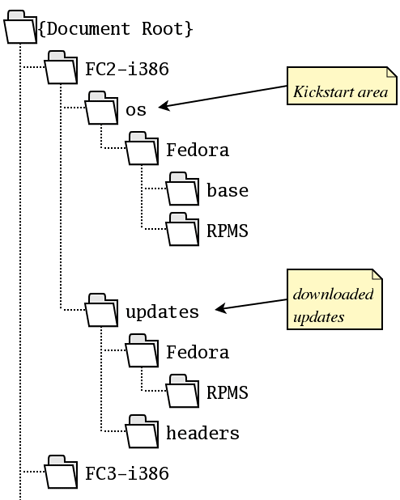 {Document Root}
FC2-i386
os
Kickstart area
Fedora
base
RPMS
updates
downloaded
updates
Fedora
RPMS
headers
FC3-i386